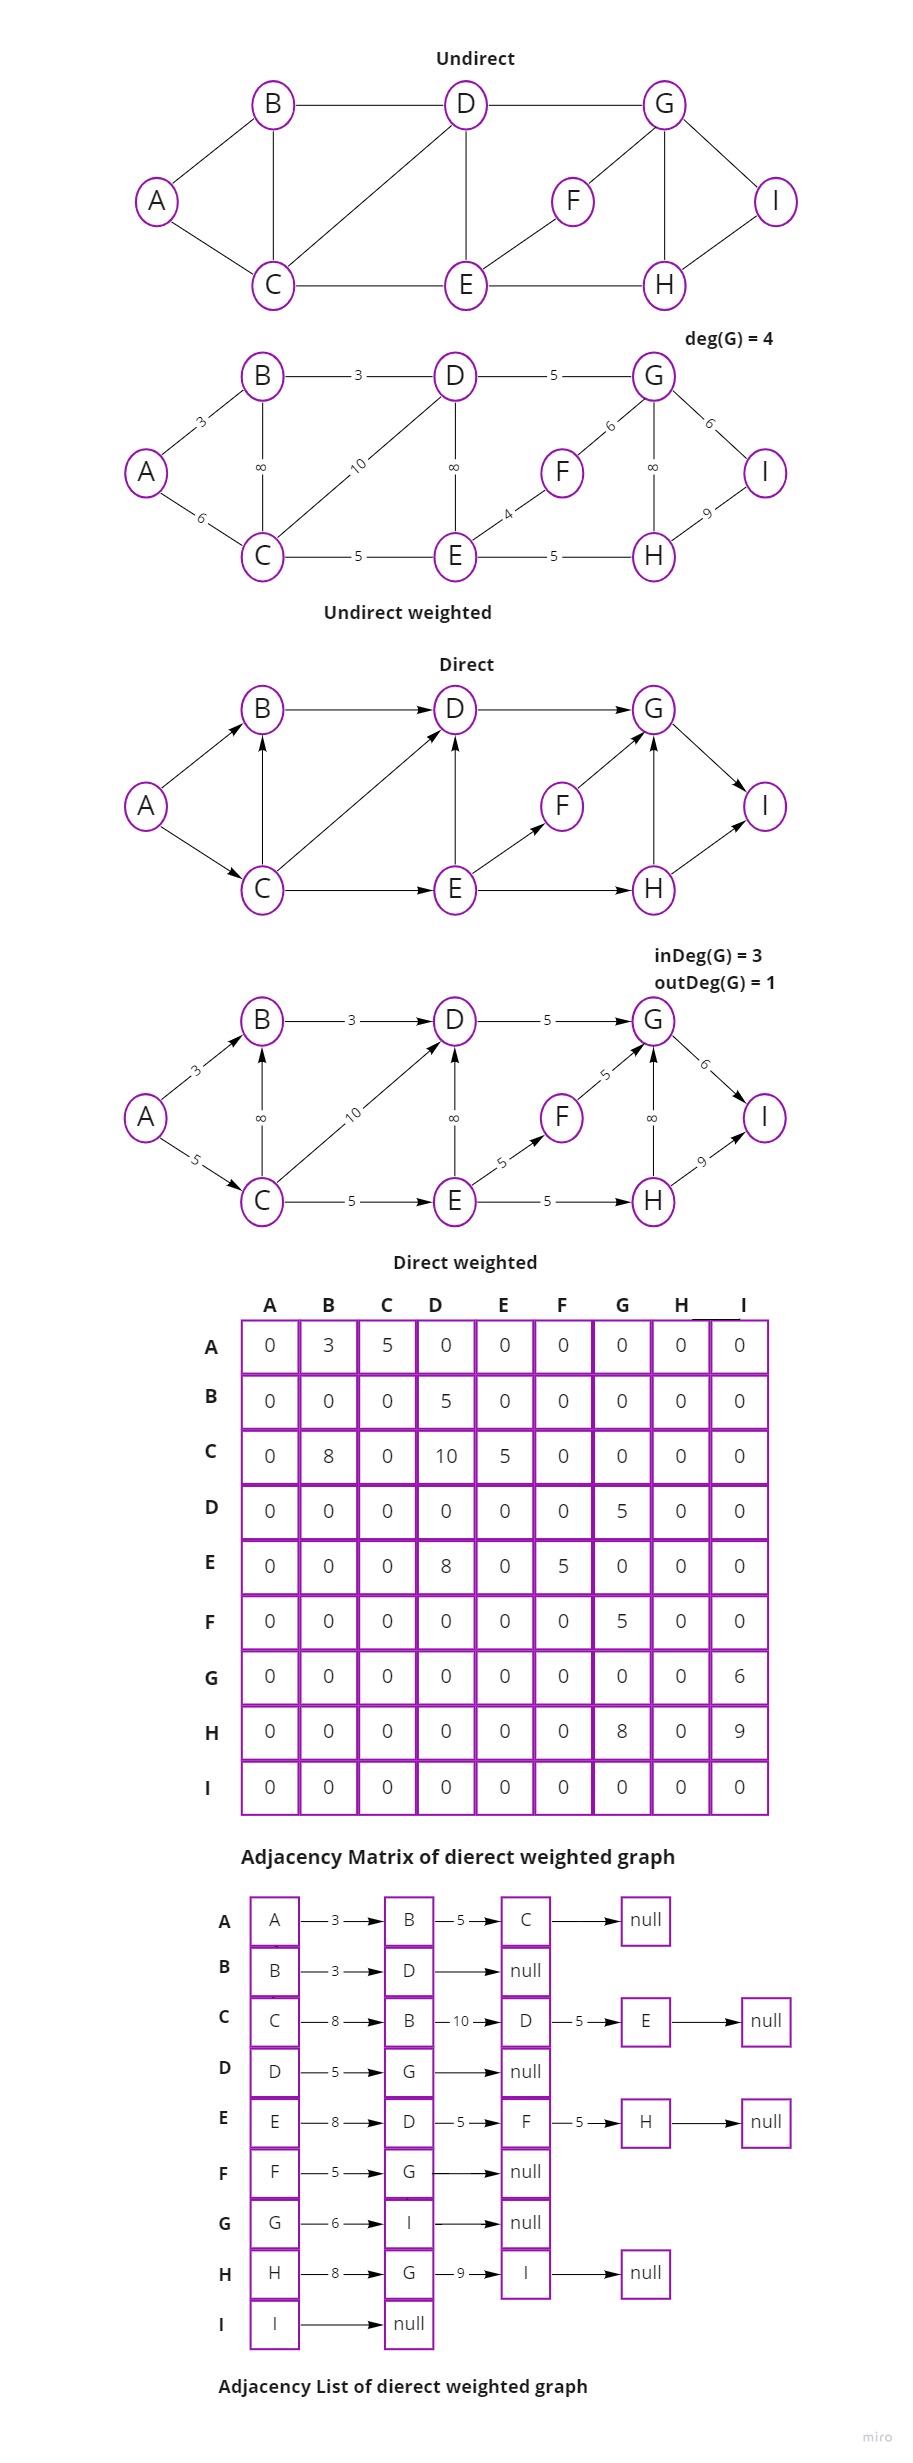 Undirect
B D G
A F I
C E H
deg(G) = 4
B 3 D 5 G
3 6 6
8 10 8 8
A F I
6 4 9
C 5 E 5 H
Undirect weighted
Direct
B D G
A F I
C E H
inDeg(G) = 3
outDeg(G) = 1
B 3 D 5 G
3 5 6
A 8 10 8 F 8 I
5 5 9
C 5 E 5 H
Direct weighted
A B C D E F G H I
A 0 3 5 0 0 0 0 0 0
B 0 0 0 5 0 0 0 0 0
C 0 8 0 10 5 0 0 0 0
D 0 0 0 0 0 0 5 0 0
E 0 0 0 8 0 5 0 0 0
F 0 0 0 0 0 0 5 0 0
G 0 0 0 0 0 0 0 0 6
H 0 0 0 0 0 0 8 0 9
I 0 0 0 0 0 0 0 0 0
Adjacency Matrix of dierect weighted graph
A A 3 B 5 C null
B B 3 D null
C C 8 B 10 D 5 E null
D D 5 G null
E E 8 D 5 F 5 H null
F F 5 G null
G G 6 I null
H H 8 G 9 I null
I I null
Adjacency List of dierect weighted graph
miro